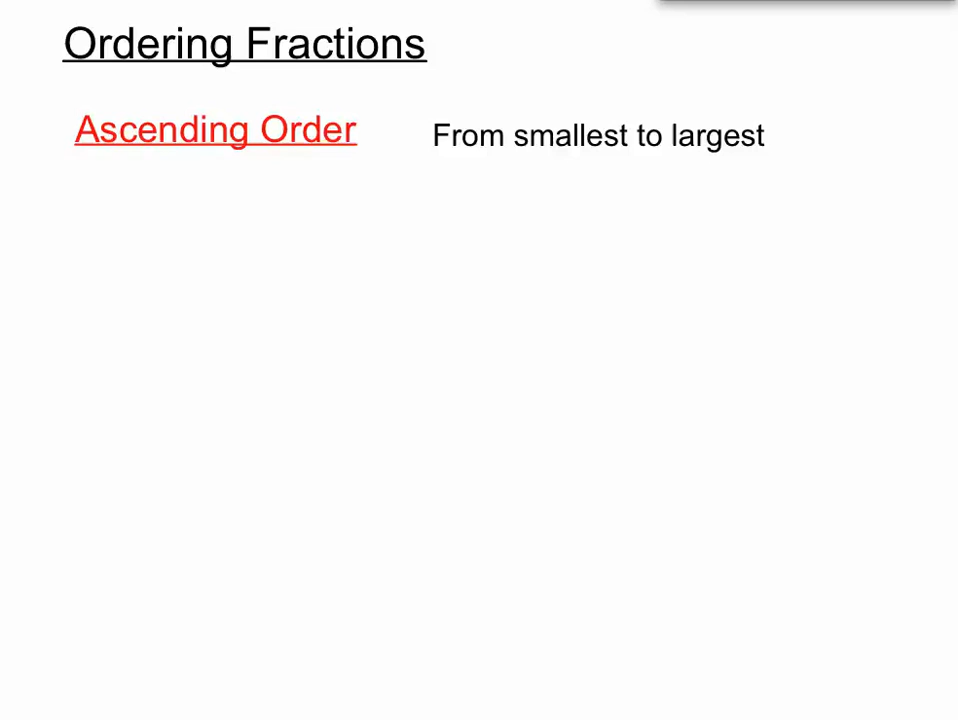 Ordering Fractions
Ascending Order From smallest to largest